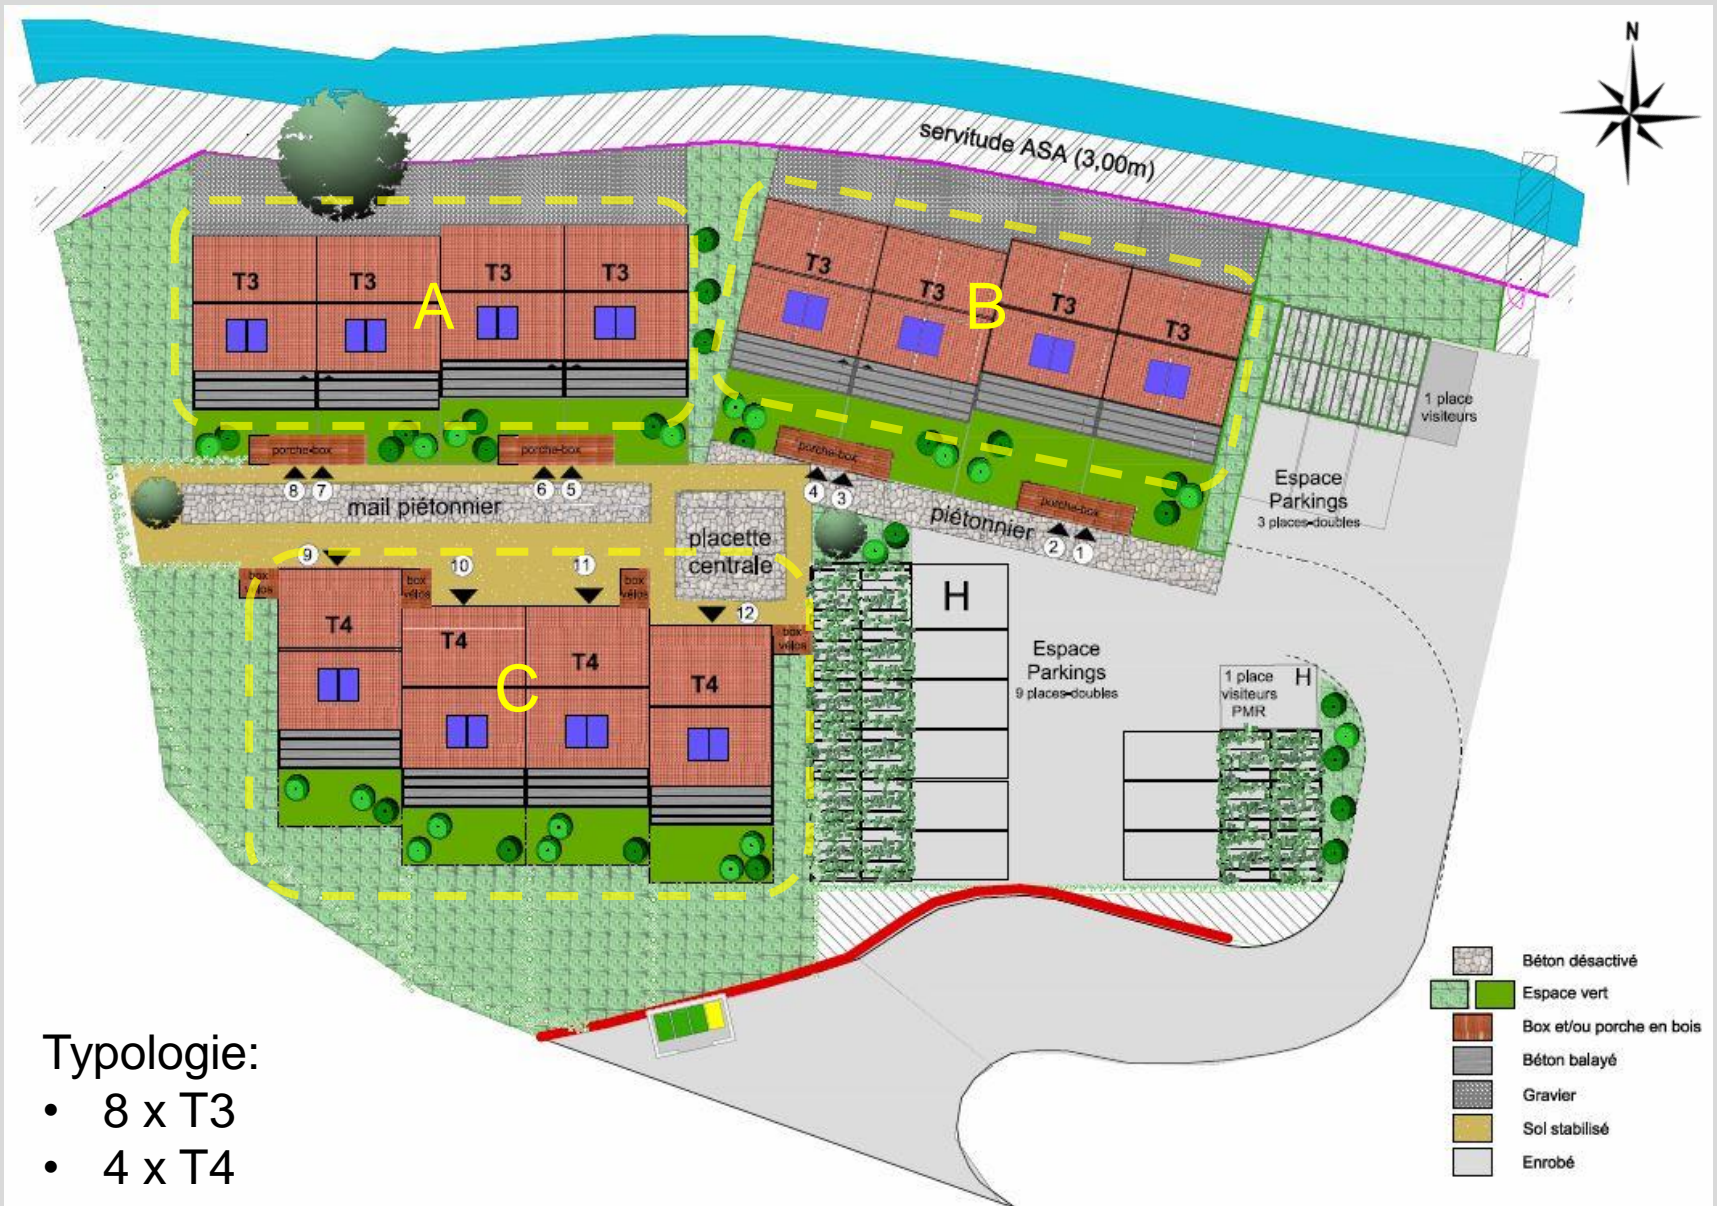 N
servitude ASA (3,00m)
T3
T3
T3
T3
A
T3
T3
T3
T3
B
1 place
visiteurs
Espace
Parkings
3 places-doubles
porche-box
porche-box
porche-box
porche-box
8
7
6
5
4
3
2
1
mail piétonnier
piétonnier
placette
centrale
9
10
11
12
box
vélos
box
vélos
box
vélos
box
vélos
T4
T4
T4
T4
C
H
Espace
Parkings
9 places-doubles
1 place
visiteurs
PMR
H
Typologie:
• 8 x T3
• 4 x T4
Béton désactivé
Espace vert
Box et/ou porche en bois
Béton balayé
Gravier
Sol stabilisé
Enrobé